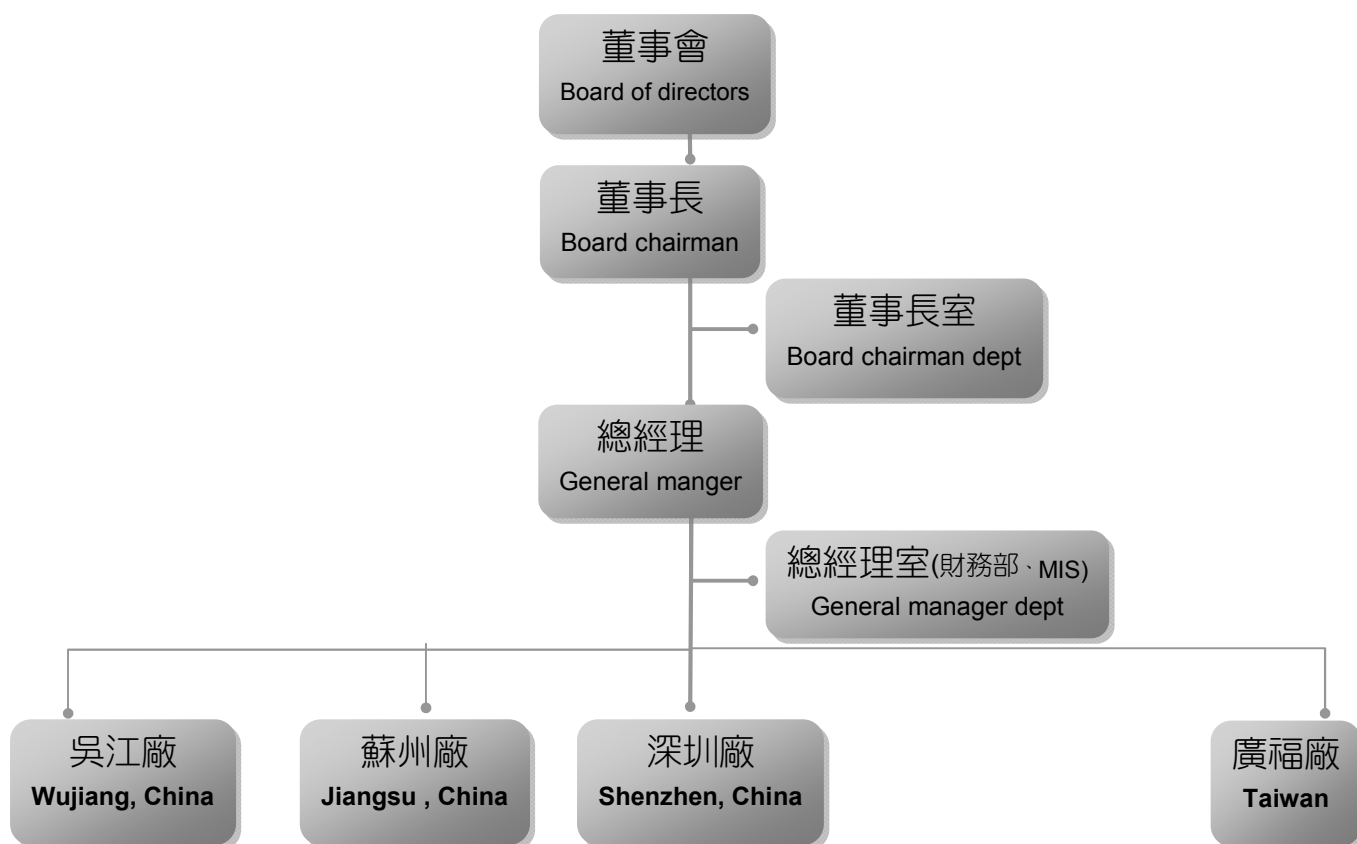 董事會
Board of directors
董事長
Board chairman
董事長室
Board chairman dept
總經理
General manger
總經理室(財務部、MIS)
General manager dept
吳江廠
Wujiang, China
蘇州廠
Jiangsu , China
深圳廠
Shenzhen, China
廣福廠
Taiwan